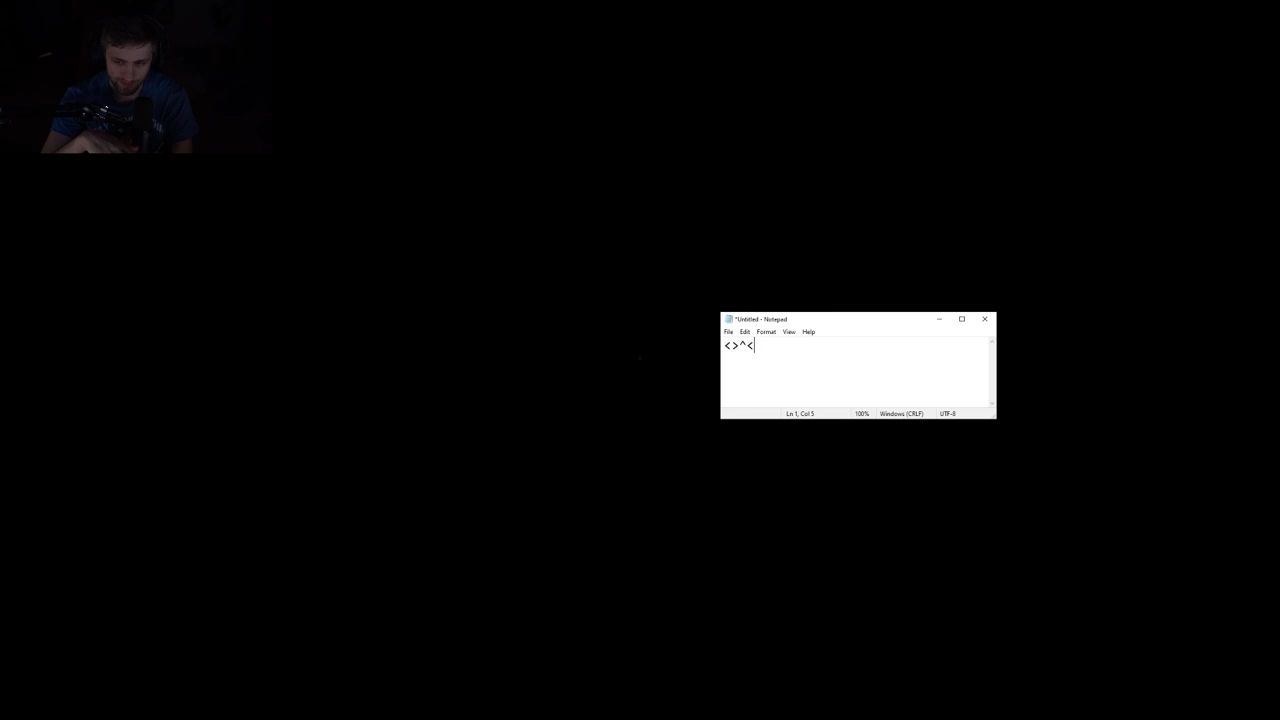 *Untitled - Notepad
File Edit Format View Help
<>^<
Ln 1, Col 5 100% Windows (CRLF) UTF-8